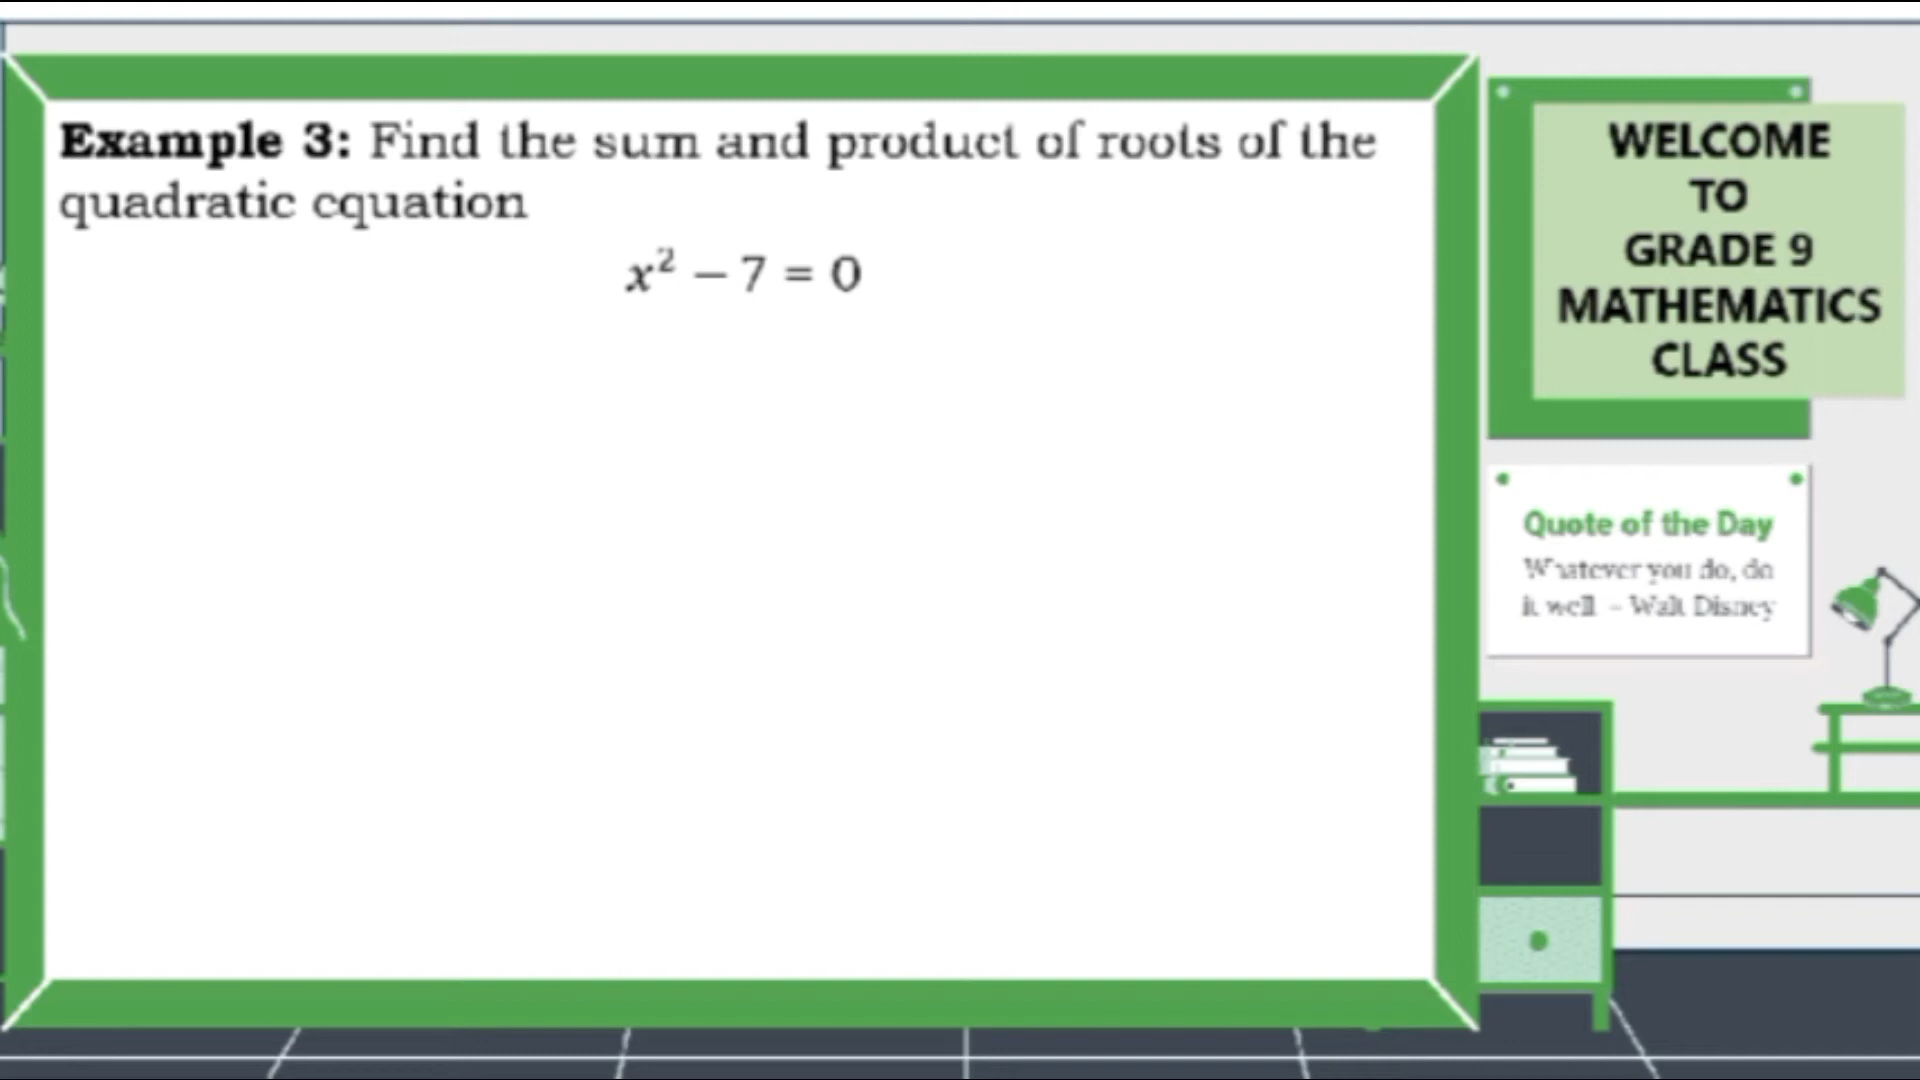 Example 3: Find the sum and product of roots of the
quadratic equation
x² − 7 = 0
WELCOME
TO
GRADE 9
MATHEMATICS
CLASS
Quote of the Day
Whatever you do, do
it well. – Walt Disney